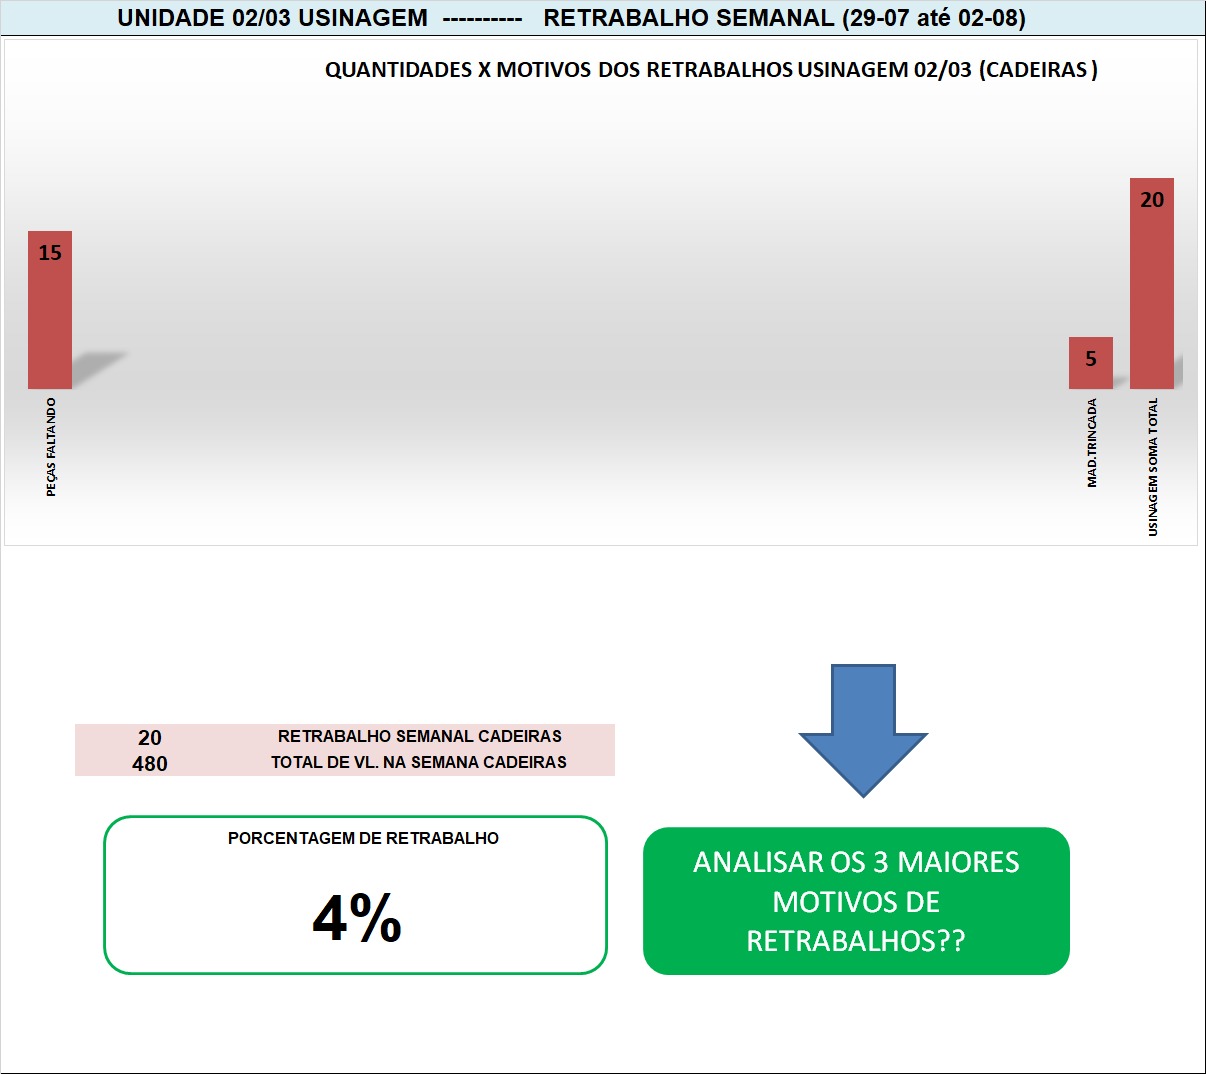 UNIDADE 02/03 USINAGEM ---------- RETRABALHO SEMANAL (29-07 até 02-08)
QUANTIDADES X MOTIVOS DOS RETRABALHOS USINAGEM 02/03 (CADEIRAS )
15
5
20
PEÇAS FALTANDO
MAD.TRINCADA
USINAGEM SOMA TOTAL
20 RETRABALHO SEMANAL CADEIRAS
480 TOTAL DE VL. NA SEMANA CADEIRAS
PORCENTAGEM DE RETRABALHO
4%
ANALISAR OS 3 MAIORES
MOTIVOS DE
RETRABALHOS??